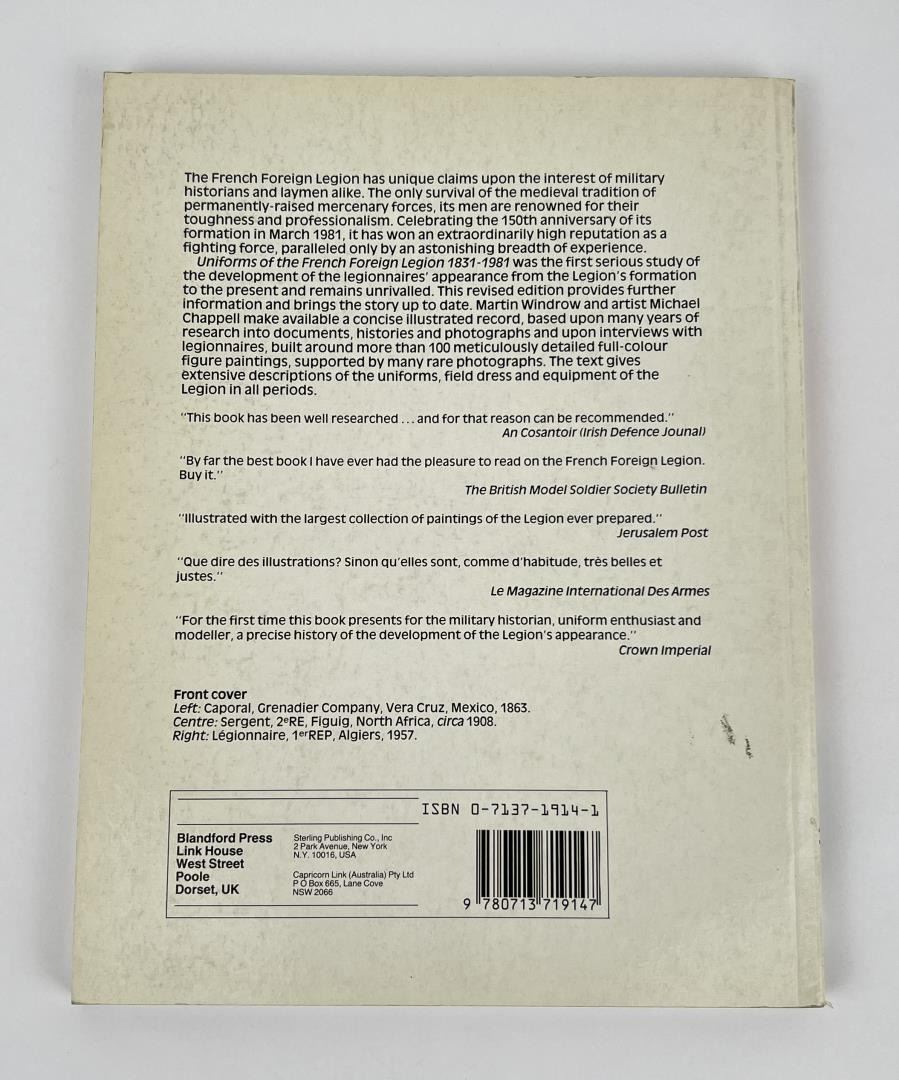 The French Foreign Legion has unique claims upon the interest of military
historians and laymen alike. The only survival of the medieval tradition of
permanently-raised mercenary forces, its men are renowned for their
toughness and professionalism. Celebrating the 150th anniversary of its
formation in March 1981, it has won an extraordinarily high reputation as a
fighting force, paralleled only by an astonishing breadth of experience.
Uniforms of the French Foreign Legion 1831-1981 was the first serious study of
the development of the legionnaires' appearance from the Legion's formation
to the present and remains unrivalled. This revised edition provides further
information and brings the story up to date. Martin Windrow and artist Michael
Chappell make available a concise illustrated record, based upon many years of
research into documents, histories and photographs and upon interviews with
legionnaires, built around more than 100 meticulously detailed full-colour
figure paintings, supported by many rare photographs. The text gives
extensive descriptions of the uniforms, field dress and equipment of the
Legion in all periods.
"This book has been well researched ... and for that reason can be recommended."
An Cosantoir (Irish Defence Jounal)
"By far the best book I have ever had the pleasure to read on the French Foreign Legion.
Buy it."
The British Model Soldier Society Bulletin
"Illustrated with the largest collection of paintings of the Legion ever prepared."
Jerusalem Post
"Que dire des illustrations? Sinon qu'elles sont, comme d'habitude, très belles et
justes."
Le Magazine International Des Armes
"For the first time this book presents for the military historian, uniform enthusiast and
modeller, a precise history of the development of the Legion's appearance."
Crown Imperial
Front cover
Left: Caporal, Grenadier Company, Vera Cruz, Mexico, 1863.
Centre: Sergent, 2eRE, Figuig, North Africa, circa 1908.
Right: Légionnaire, 1erREP, Algiers, 1957.
ISBN 0-7137-1914-1
Blandford Press
Link House
West Street
Poole
Dorset, UK
Sterling Publishing Co., Inc
2 Park Avenue, New York
N.Y. 10016, USA
Capricorn Link (Australia) Pty Ltd
P O Box 665, Lane Cove
NSW 2066
9 780713 719147